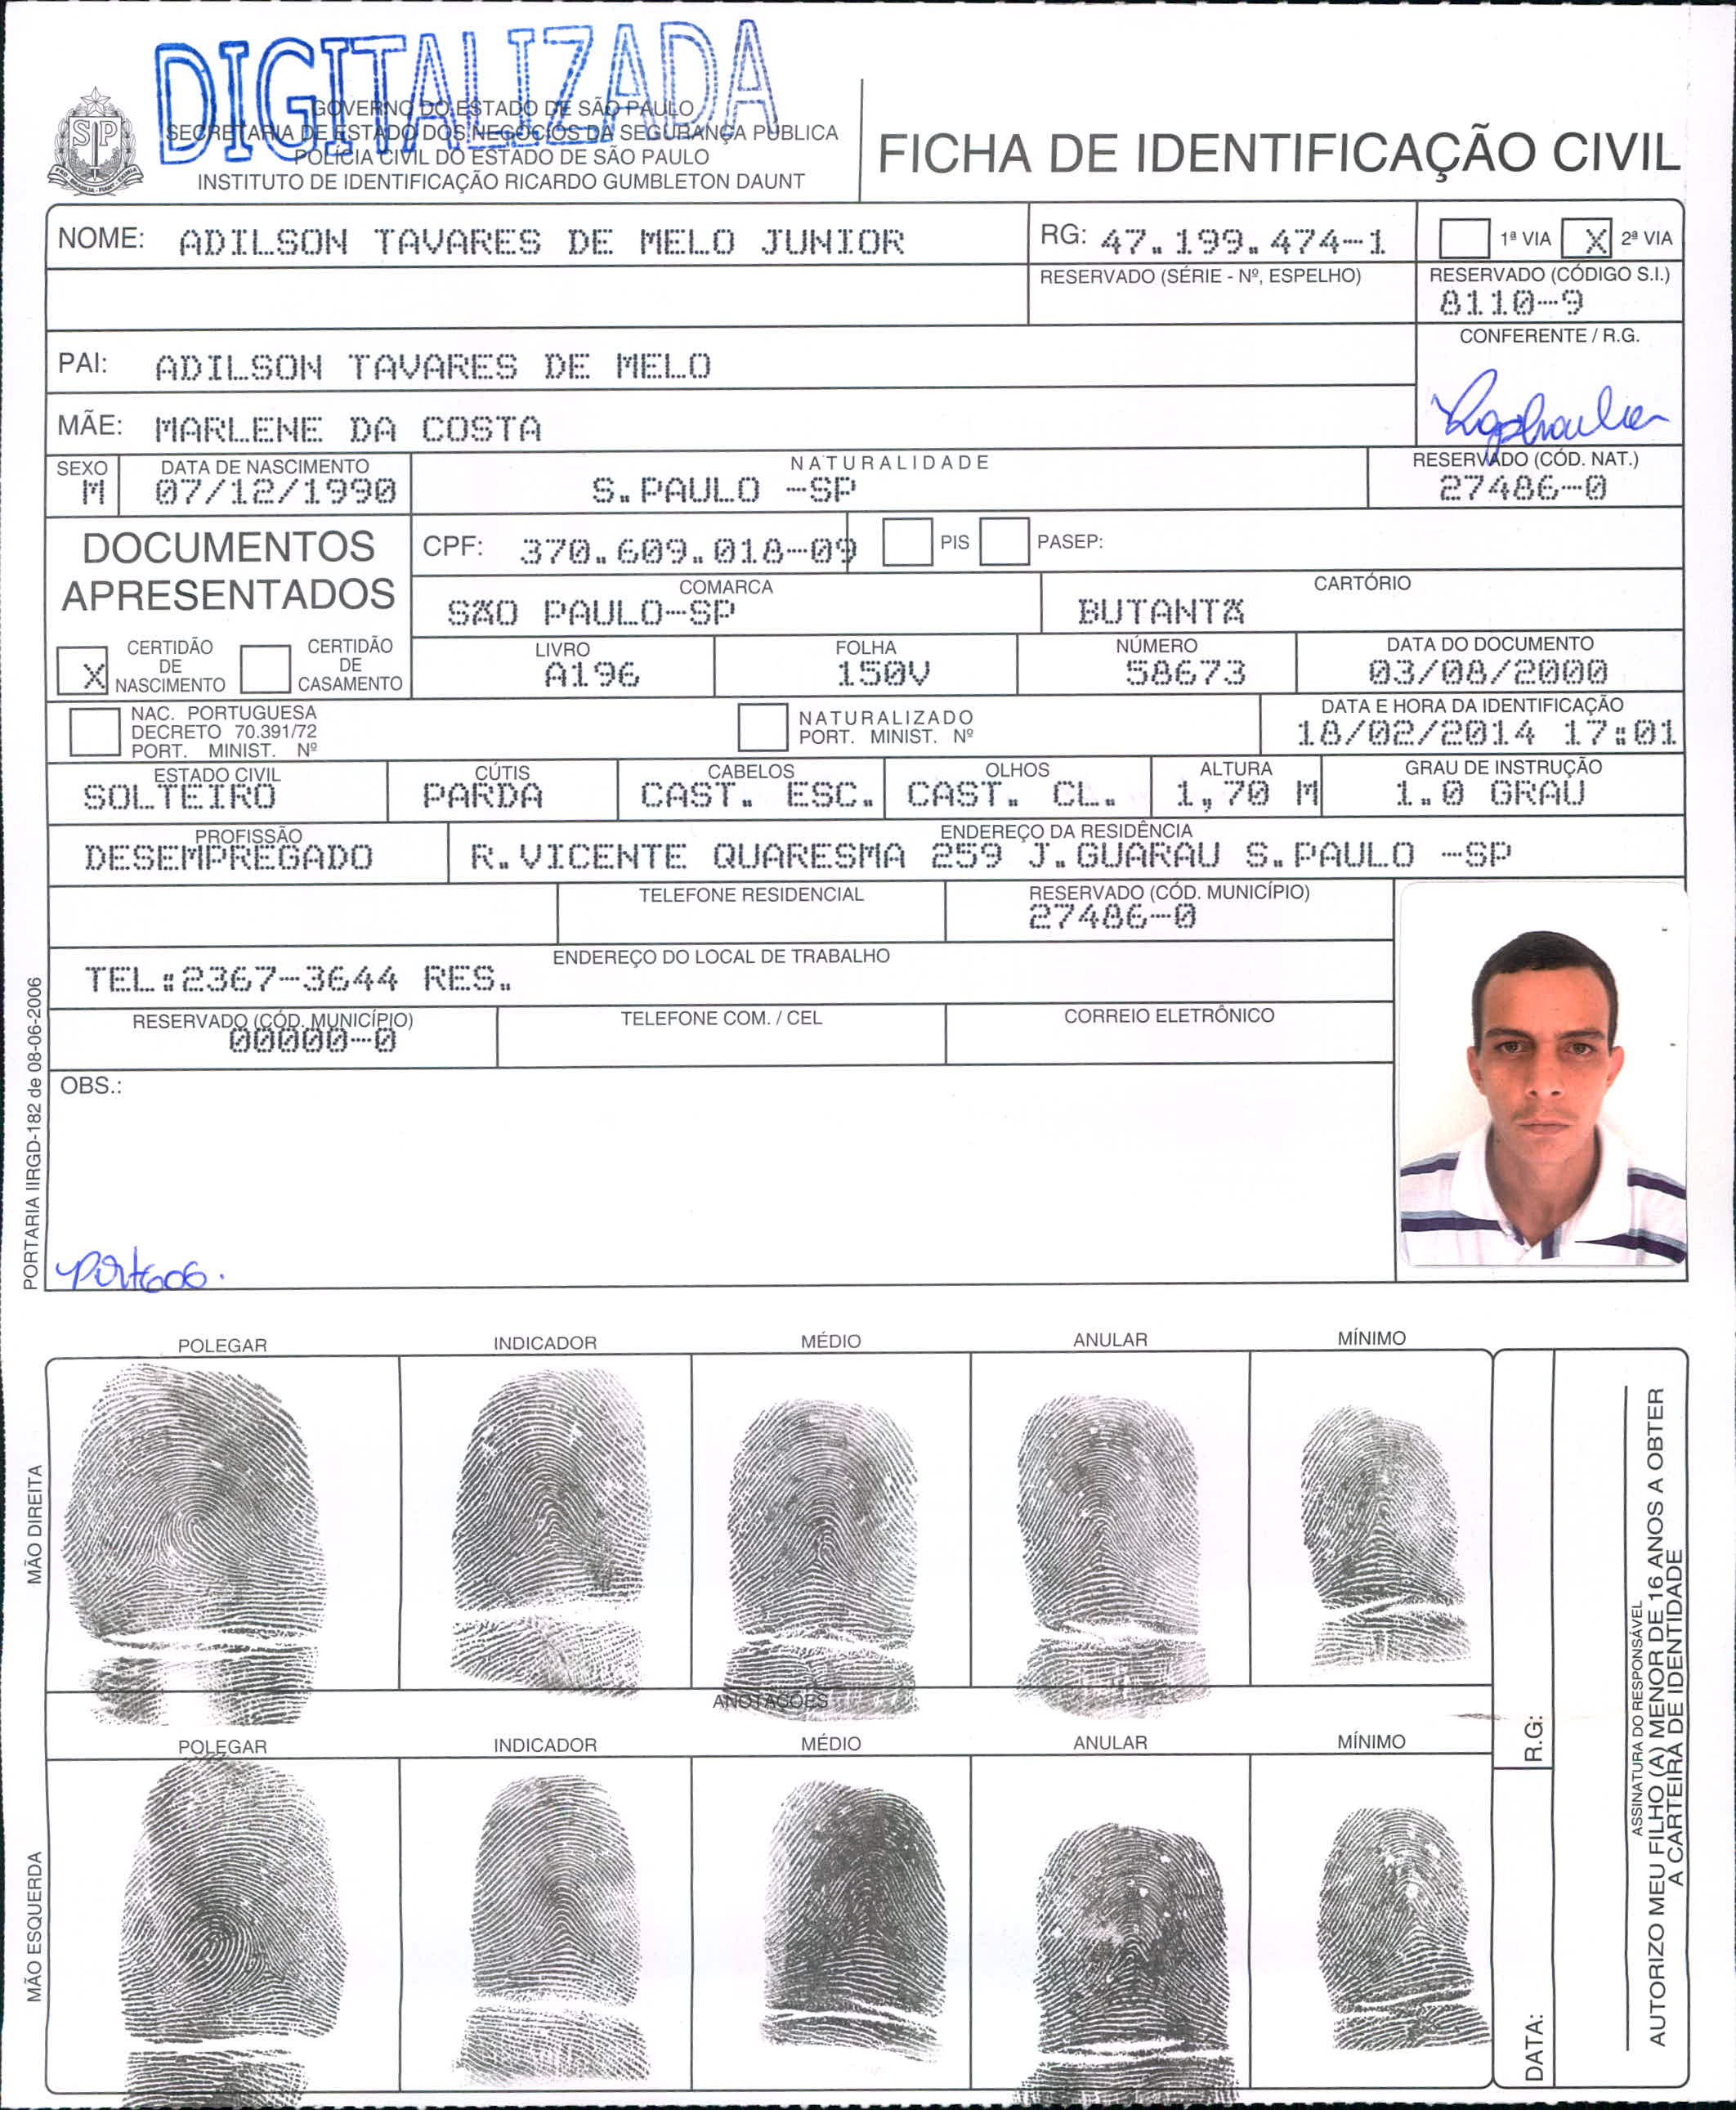 DIGITALIZADA
GOVERNO DO ESTADO DE SÃO PAULO
SECRETARIA DE ESTADO DOS NEGÓCIOS DA SEGURANÇA PÚBLICA
POLÍCIA CIVIL DO ESTADO DE SÃO PAULO
INSTITUTO DE IDENTIFICAÇÃO RICARDO GUMBLETON DAUNT
FICHA DE IDENTIFICAÇÃO CIVIL
NOME: ADILSON TAVARES DE MELO JUNIOR
RG: 47.199.474-1
1ª VIA X 2ª VIA
RESERVADO (SÉRIE - Nº, ESPELHO)
RESERVADO (CÓDIGO S.I.)
8110-9
PAI: ADILSON TAVARES DE MELO
CONFERENTE / R.G.
MÃE: MARLENE DA COSTA
SEXO
M
DATA DE NASCIMENTO
07/12/1990
NATURALIDADE
S.PAULO -SP
RESERVADO (CÓD. NAT.)
27486-0
DOCUMENTOS
APRESENTADOS
CPF: 370.609.018-09
PIS
PASEP:
COMARCA
SÃO PAULO-SP
CARTÓRIO
BUTANTÃ
X
CERTIDÃO
DE
NASCIMENTO
CERTIDÃO
DE
CASAMENTO
LIVRO
A196
FOLHA
150V
NÚMERO
58673
DATA DO DOCUMENTO
03/08/2000
NAC. PORTUGUESA
DECRETO 70.391/72
PORT. MINIST. Nº
NATURALIZADO
PORT. MINIST. Nº
DATA E HORA DA IDENTIFICAÇÃO
18/02/2014 17:01
ESTADO CIVIL
SOLTEIRO
CÚTIS
PARDA
CABELOS
CAST. ESC.
OLHOS
CAST. CL.
ALTURA
1,70 M
GRAU DE INSTRUÇÃO
1.0 GRAU
PROFISSÃO
DESEMPREGADO
ENDEREÇO DA RESIDÊNCIA
R.VICENTE QUARESMA 259 J.GUARAU S.PAULO -SP
TELEFONE RESIDENCIAL
RESERVADO (CÓD. MUNICÍPIO)
27486-0
ENDEREÇO DO LOCAL DE TRABALHO
TEL:2367-3644 RES.
RESERVADO (CÓD. MUNICÍPIO)
00000-0
TELEFONE COM. / CEL
CORREIO ELETRÔNICO
OBS.:
PORTARIA IIRGD-182 de 08-06-2006
POLEGAR INDICADOR MÉDIO ANULAR MÍNIMO
MÃO DIREITA
ANOTAÇÕES
POLEGAR INDICADOR MÉDIO ANULAR MÍNIMO
MÃO ESQUERDA
R.G:
DATA:
ASSINATURA DO RESPONSÁVEL
AUTORIZO MEU FILHO (A) MENOR DE 16 ANOS A OBTER
A CARTEIRA DE IDENTIDADE